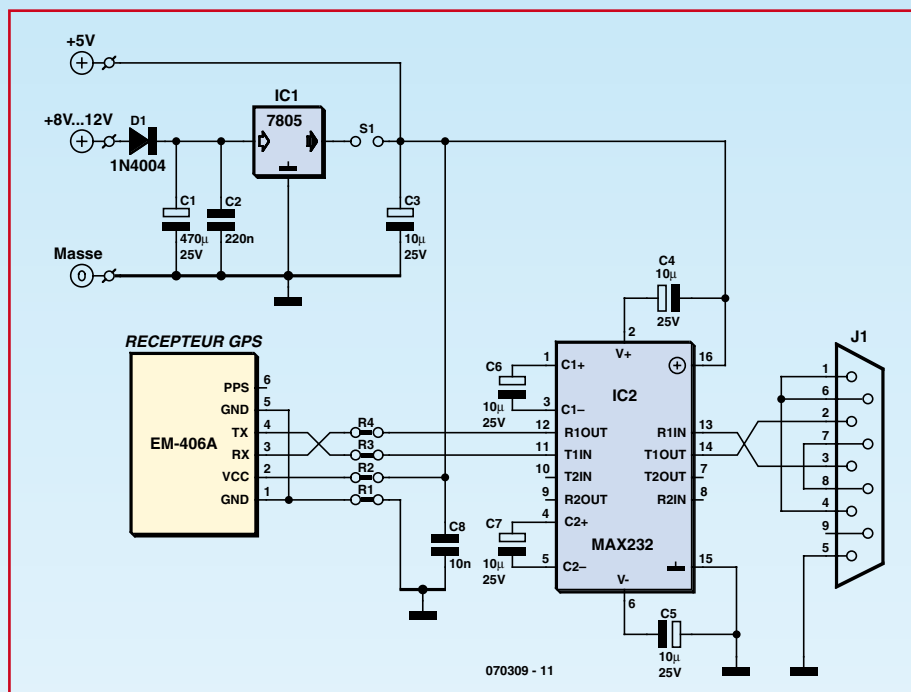 +5V
+8V...12V
D1
1N4004
IC1
7805
S1
C1
470µ
25V
C2
220n
C3
10µ
25V
Masse
0
RECEPTEUR GPS
EM-406A
PPS
GND
TX
RX
VCC
GND
6
5
4
3
2
1
R4
R3
R2
R1
C8
10n
C6
10µ
25V
C7
10µ
25V
C4
10µ
25V
1
3
12
11
10
9
4
5
2
V+
C1+
C1–
R1OUT
T1IN
T2IN
R2OUT
C2+
C2–
IC2
MAX232
R1IN
T1OUT
T2OUT
R2IN
V-
6
16
13
14
7
8
15
C5
10µ
25V
J1
1
6
2
7
3
8
4
9
5
070309 - 11